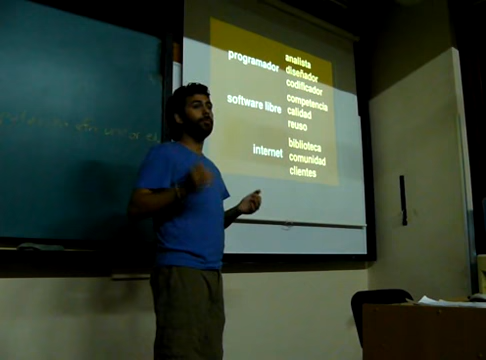 programador
analista
diseñador
codificador
software libre
competencia
calidad
reuso
internet
biblioteca
comunidad
clientes